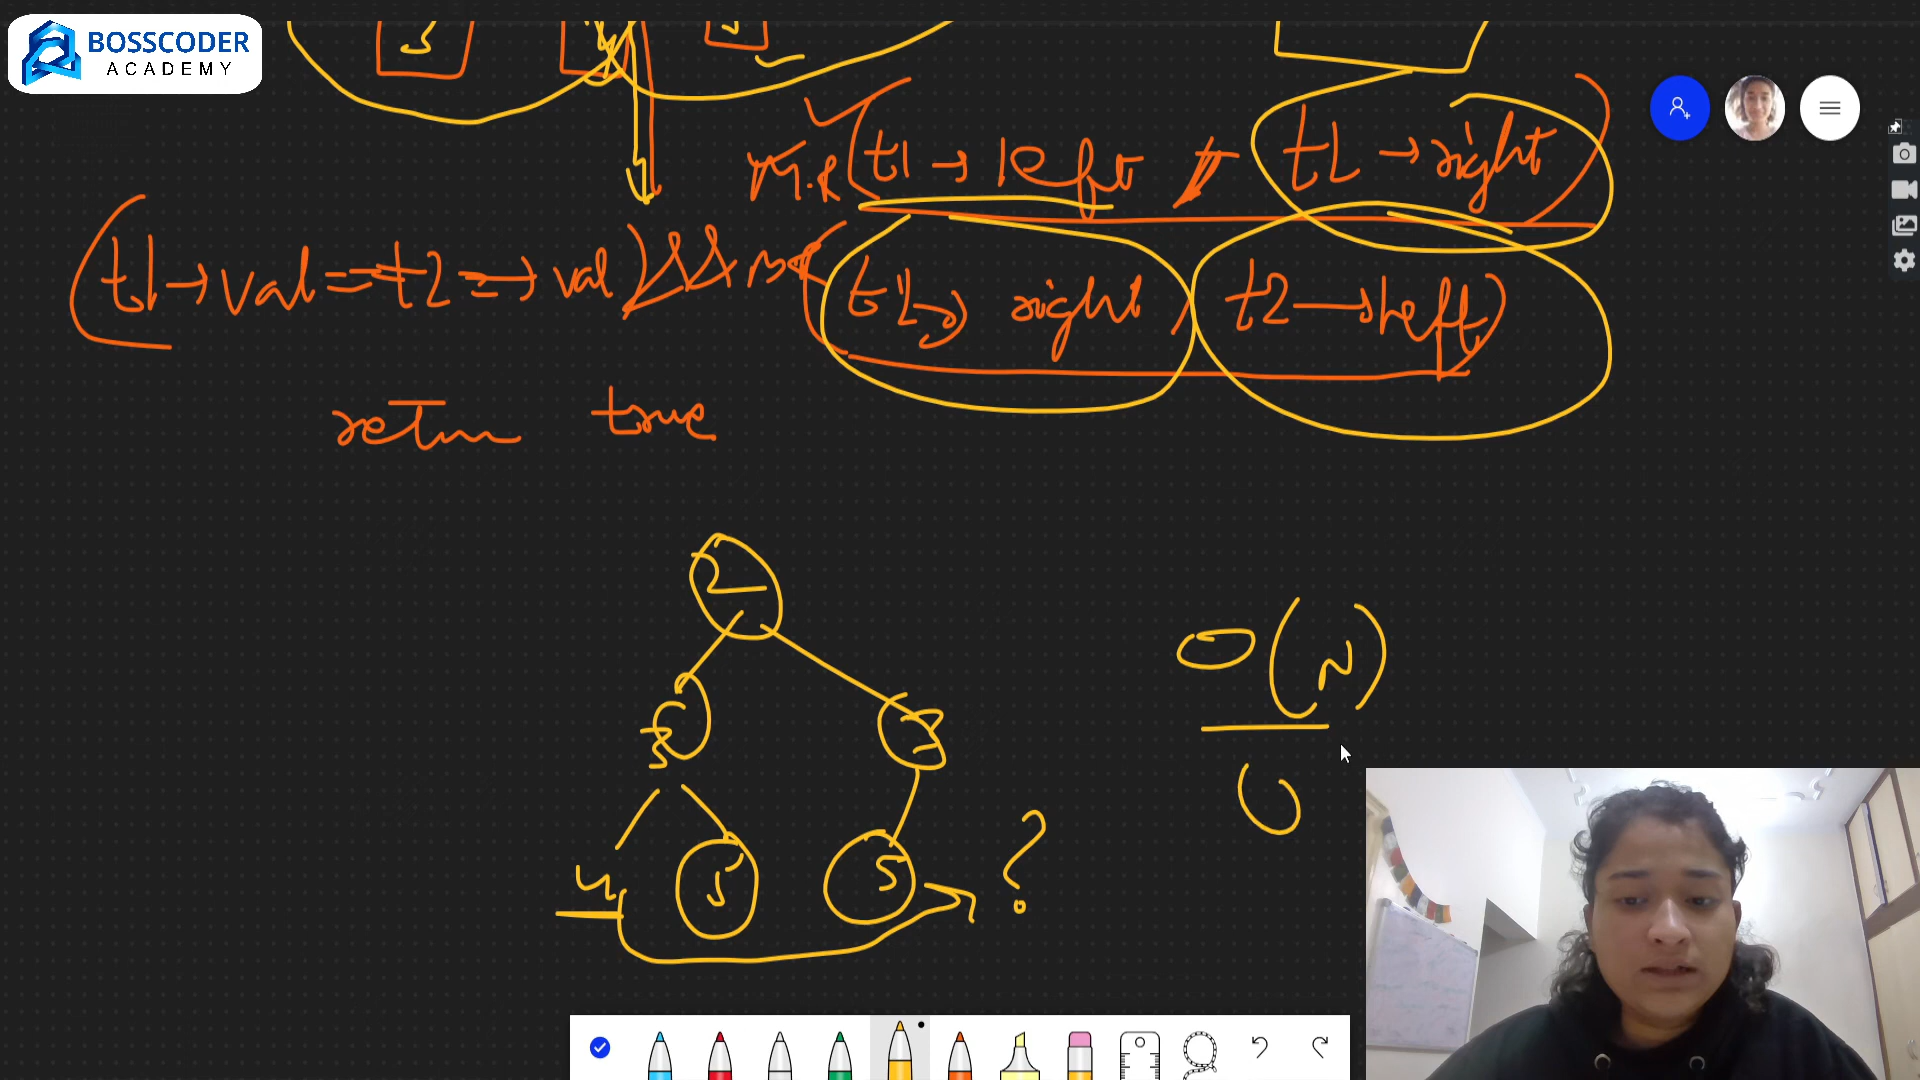 BOSSCODER
ACADEMY
M.R (t1 → left, t2 → right)
(t1 → val == t2 → val) && MR (t1 → right, t2 → left)
return true
2
3 3
4 5 5 ?
O(N)